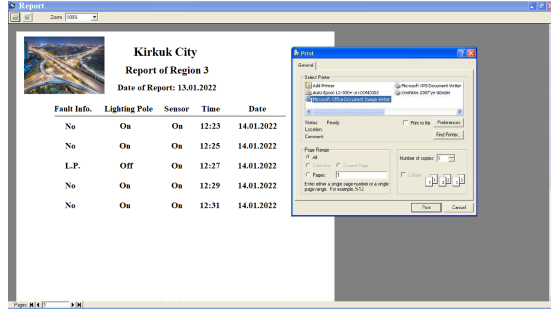 Report
Zoom 100%
Kirkuk City
Report of Region 3
Date of Report: 13.01.2022
Fault Info. Lighting Pole Sensor Time Date
No On On 12:23 14.01.2022
No On On 12:25 14.01.2022
L.P. Off On 12:27 14.01.2022
No On On 12:29 14.01.2022
No On On 12:31 14.01.2022
Pages: 1
Print
General
Select Printer
Add Printer Microsoft XPS Document Writer
Auto Epson LX-300+ on
Microsoft Office Document Image Writer
Status: Ready Print to file Preferences
Location:
Comment: Find Printer...
Page Range
All Number of copies: 1
Selection Current Page
Pages: 1 Collate
Enter either a single page number or a single
page range. For example, 5-12
Print Cancel